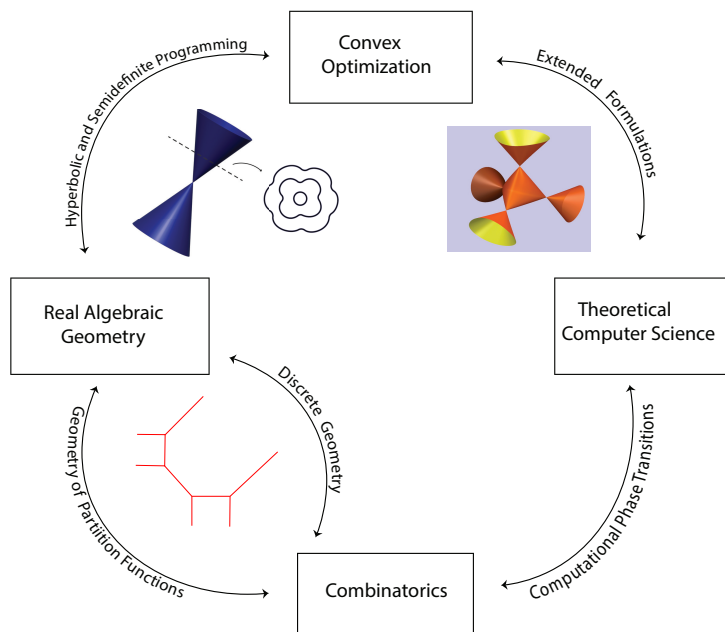 Convex
Optimization
Hyperbolic and Semidefinite Programming
Extended Formulations
Real Algebraic
Geometry
Theoretical
Computer Science
Discrete Geometry
Geometry of Partiition Functions
Computational Phase Transitions
Combinatorics